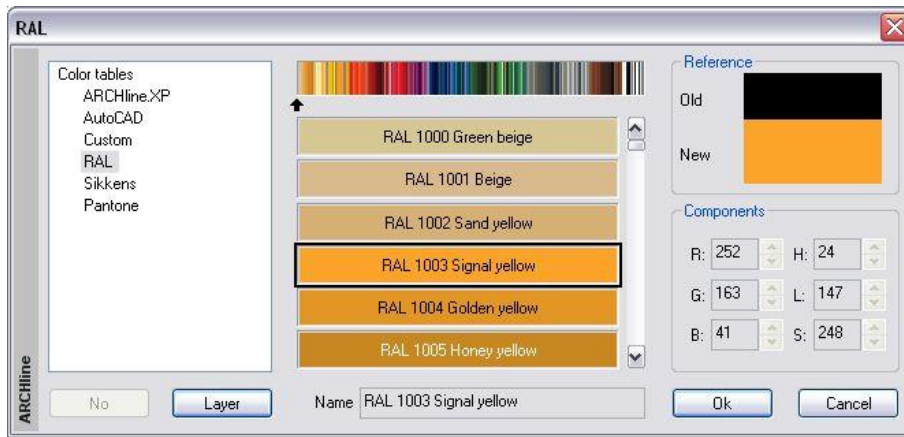 RAL
Color tables
ARCHline.XP
AutoCAD
Custom
RAL
Sikkens
Pantone
RAL 1000 Green beige
RAL 1001 Beige
RAL 1002 Sand yellow
RAL 1003 Signal yellow
RAL 1004 Golden yellow
RAL 1005 Honey yellow
Reference
Old
New
Components
R: 252 H: 24
G: 163 L: 147
B: 41 S: 248
ARCHline
No Layer Name RAL 1003 Signal yellow Ok Cancel